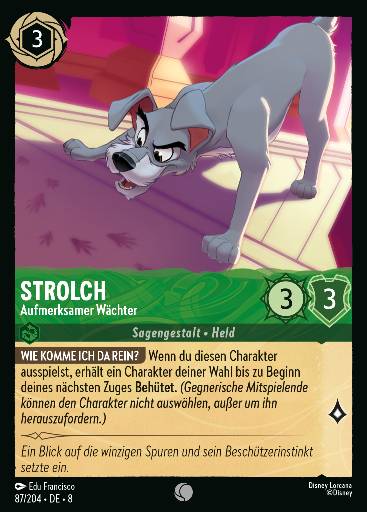 3
STROLCH
Aufmerksamer Wächter
3 3
Sagengestalt • Held
WIE KOMME ICH DA REIN? Wenn du diesen Charakter
ausspielst, erhält ein Charakter deiner Wahl bis zu Beginn
deines nächsten Zuges Behütet. (Gegnerische Mitspielende
können den Charakter nicht auswählen, außer um ihn
herauszufordern.)
Ein Blick auf die winzigen Spuren und sein Beschützerinstinkt
setzte ein.
Edu Francisco
87/204 • DE • 8
Disney Lorcana
©Disney